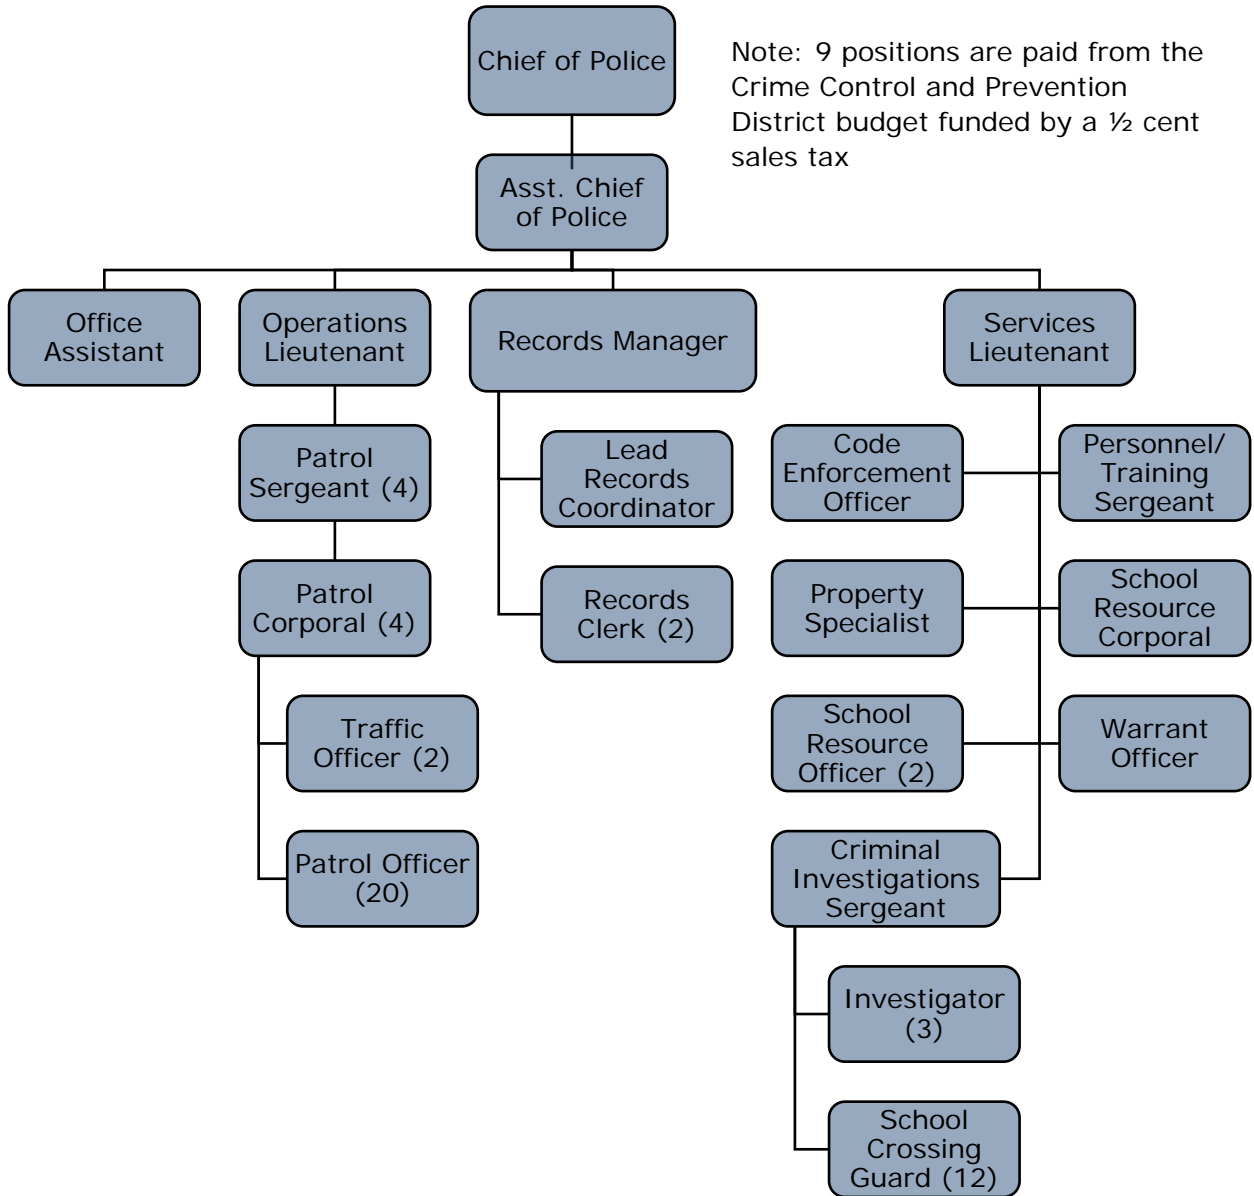 Chief of Police
Note: 9 positions are paid from the
Crime Control and Prevention
District budget funded by a ½ cent
sales tax
Asst. Chief
of Police
Office
Assistant
Operations
Lieutenant
Records Manager
Services
Lieutenant
Patrol
Sergeant (4)
Lead
Records
Coordinator
Code
Enforcement
Officer
Personnel/
Training
Sergeant
Patrol
Corporal (4)
Records
Clerk (2)
Property
Specialist
School
Resource
Corporal
Traffic
Officer (2)
School
Resource
Officer (2)
Warrant
Officer
Patrol Officer
(20)
Criminal
Investigations
Sergeant
Investigator
(3)
School
Crossing
Guard (12)